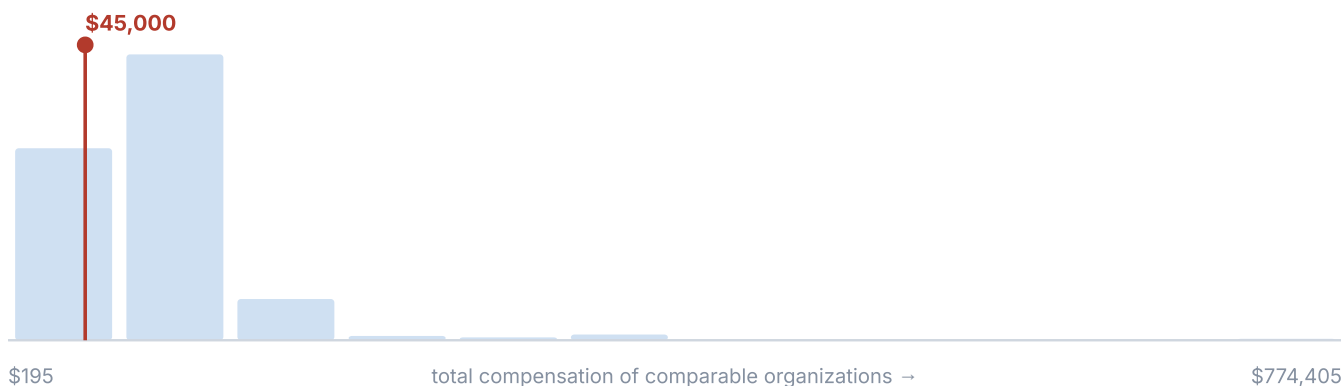 $45,000
$195
total compensation of comparable organizations →
$774,405